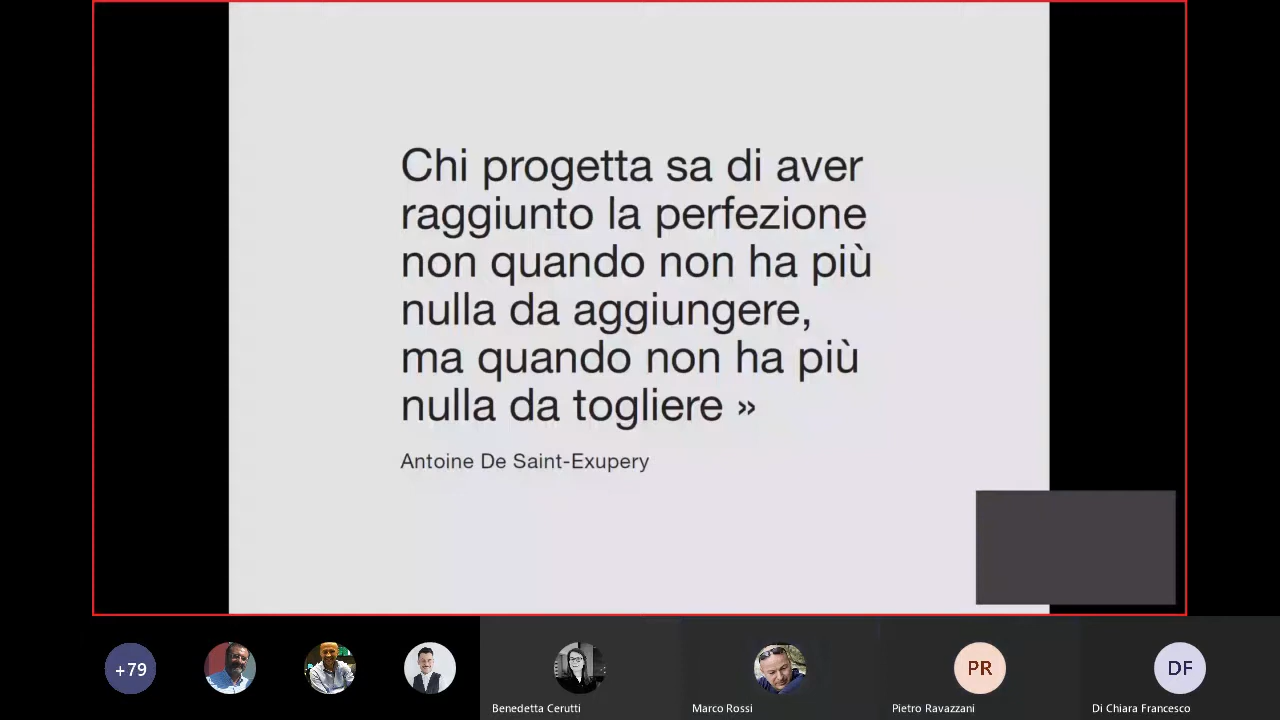 Chi progetta sa di aver
raggiunto la perfezione
non quando non ha più
nulla da aggiungere,
ma quando non ha più
nulla da togliere »
Antoine De Saint-Exupery
+79
PR
DF
Benedetta Cerutti
Marco Rossi
Pietro Ravazzani
Di Chiara Francesco